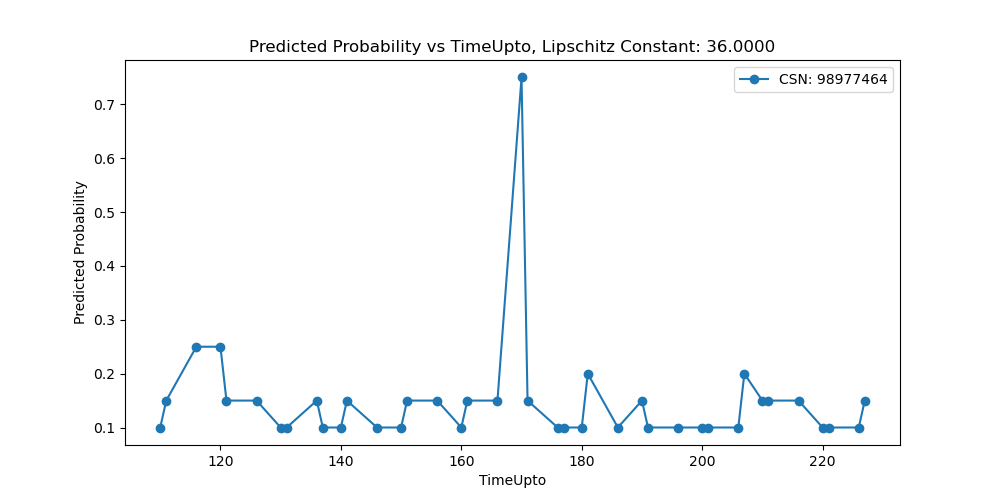 Predicted Probability vs TimeUpto, Lipschitz Constant: 36.0000
CSN: 98977464
Predicted Probability
0.7
0.6
0.5
0.4
0.3
0.2
0.1
120 140 160 180 200 220
TimeUpto